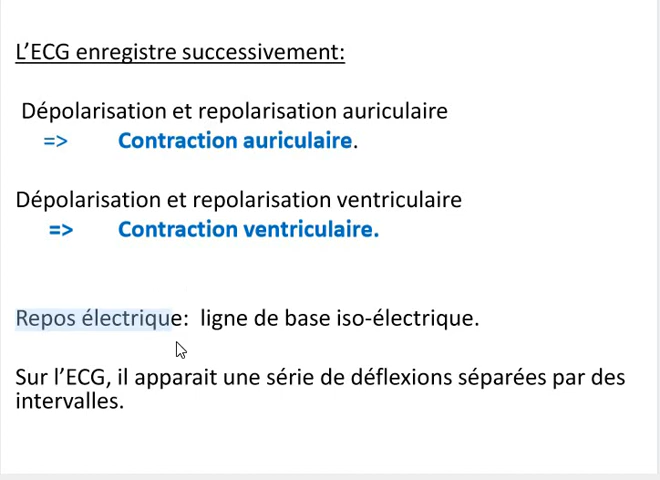 L’ECG enregistre successivement:
Dépolarisation et repolarisation auriculaire
=> Contraction auriculaire.
Dépolarisation et repolarisation ventriculaire
=> Contraction ventriculaire.
Repos électrique: ligne de base iso-électrique.
Sur l’ECG, il apparait une série de déflexions séparées par des
intervalles.